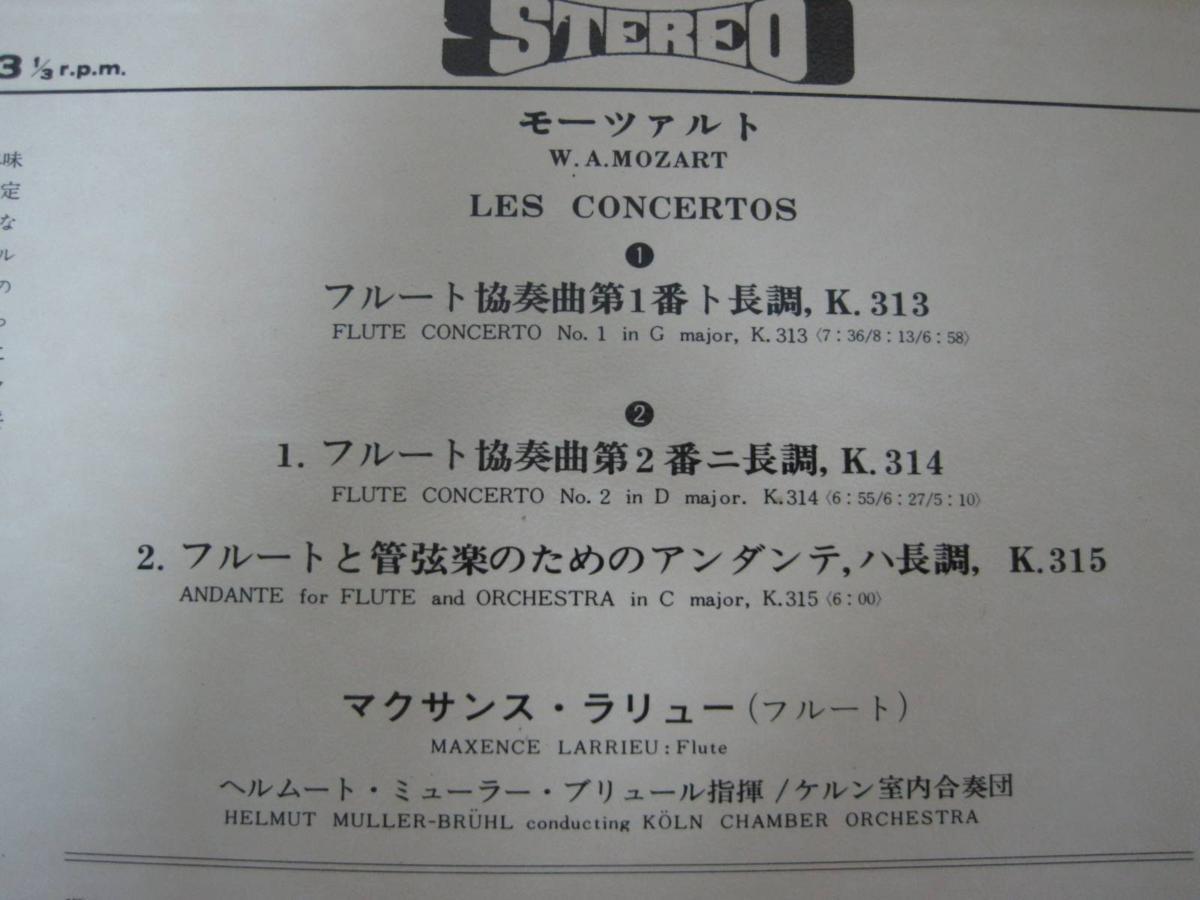 STEREO
3 1/3 r.p.m.
モーツァルト
W.A.MOZART
LES CONCERTOS
❶
フルート協奏曲第1番ト長調, K.313
FLUTE CONCERTO No.1 in G major, K.313〈7:36/8:13/6:58〉
❷
1. フルート協奏曲第2番ニ長調, K.314
FLUTE CONCERTO No.2 in D major. K.314〈6:55/6:27/5:10〉
2. フルートと管弦楽のためのアンダンテ,ハ長調, K.315
ANDANTE for FLUTE and ORCHESTRA in C major, K.315〈6:00〉
マクサンス・ラリュー(フルート)
MAXENCE LARRIEU:Flute
ヘルムート・ミューラー・ブリュール指揮/ケルン室内合奏団
HELMUT MULLER-BRÜHL conducting KÖLN CHAMBER ORCHESTRA
味
定
な
ル
の
っ